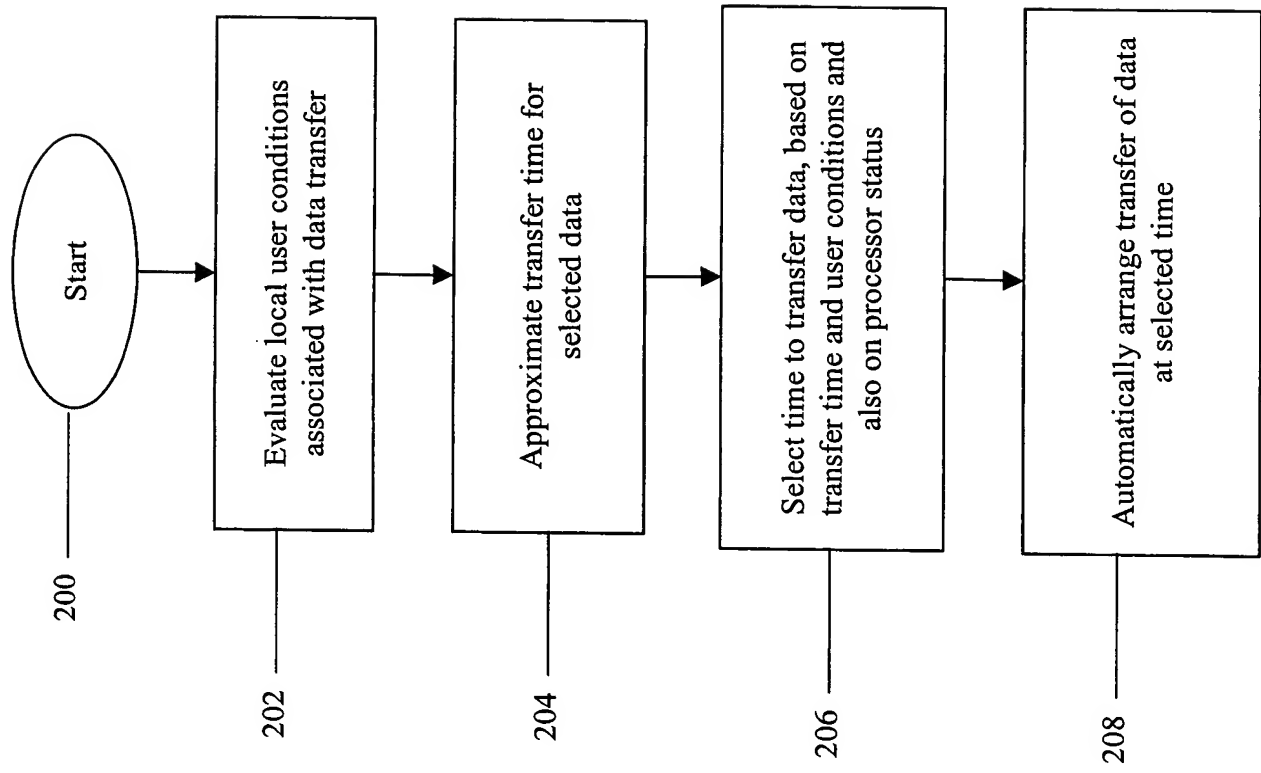 Start
200
Evaluate local user conditions
associated with data transfer
202
Approximate transfer time for
selected data
204
Select time to transfer data, based on
transfer time and user conditions and
also on processor status
206
Automatically arrange transfer of data
at selected time
208